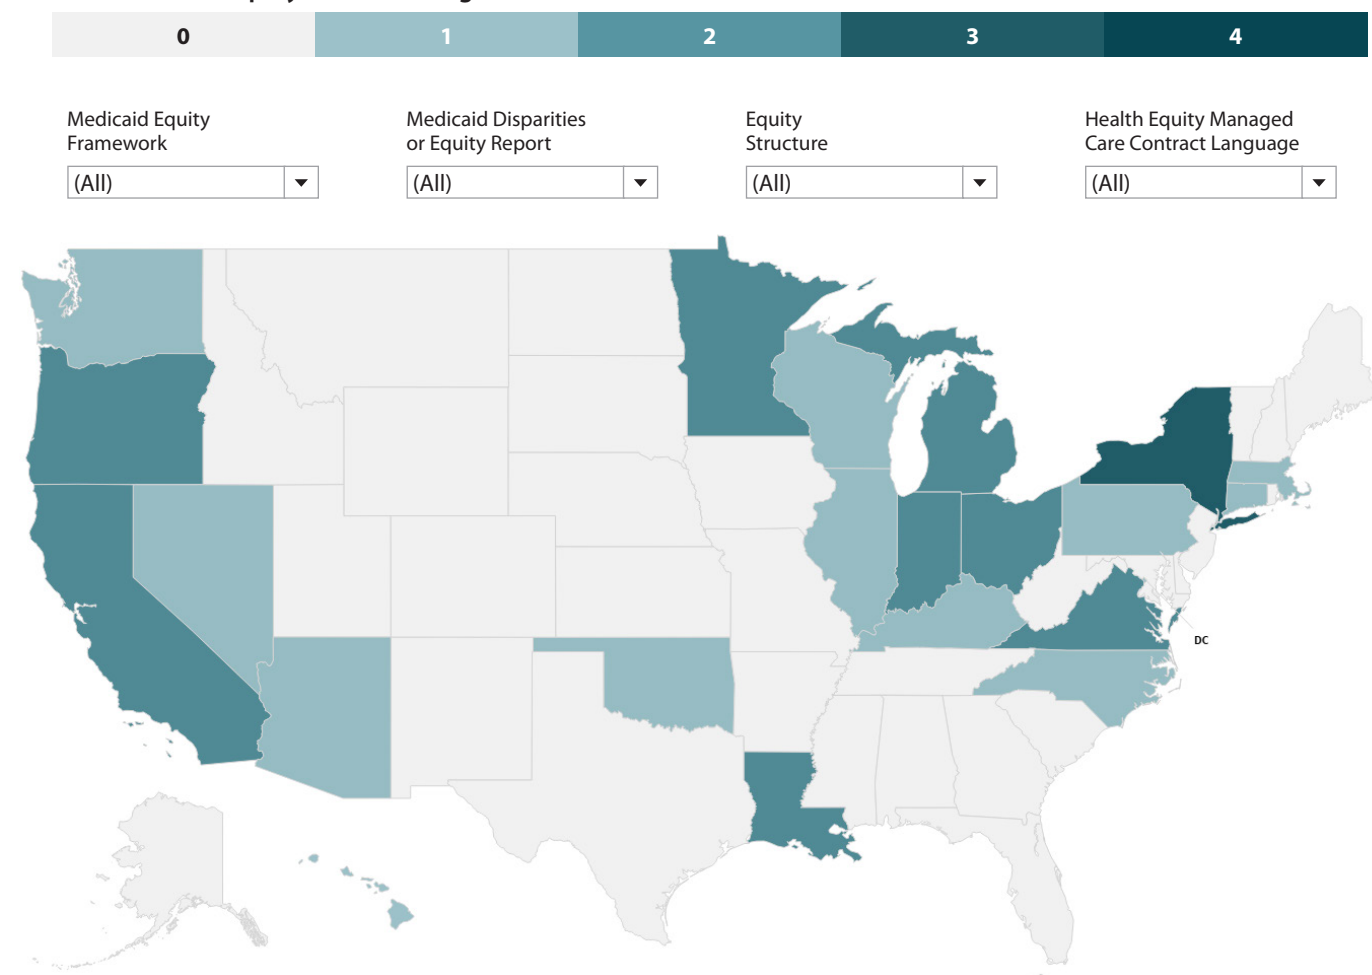 0 1 2 3 4
Medicaid Equity
Framework
(All)
Medicaid Disparities
or Equity Report
(All)
Equity
Structure
(All)
Health Equity Managed
Care Contract Language
(All)
DC